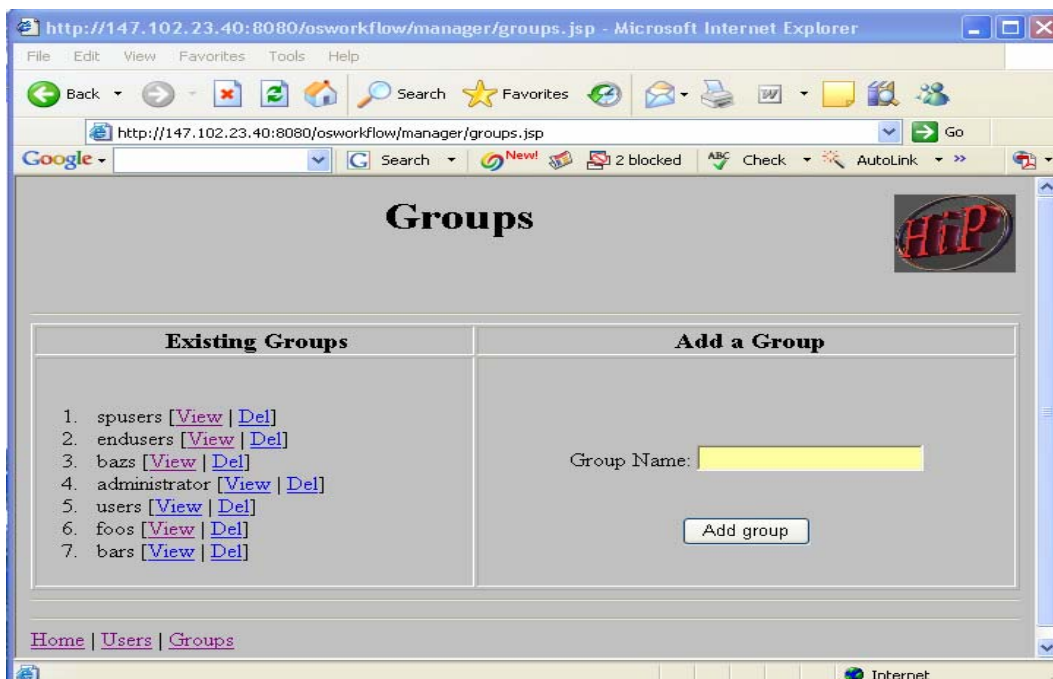 http://147.102.23.40:8080/osworkflow/manager/groups.jsp - Microsoft Internet Explorer
File Edit View Favorites Tools Help
Back Search Favorites
http://147.102.23.40:8080/osworkflow/manager/groups.jsp Go
Google G Search New! 2 blocked ABC Check AutoLink »
Groups
HiP
Existing Groups
Add a Group
1. spusers [View | Del]
2. endusers [View | Del]
3. bazs [View | Del]
4. administrator [View | Del]
5. users [View | Del]
6. foos [View | Del]
7. bars [View | Del]
Group Name:
Add group
Home | Users | Groups
Internet